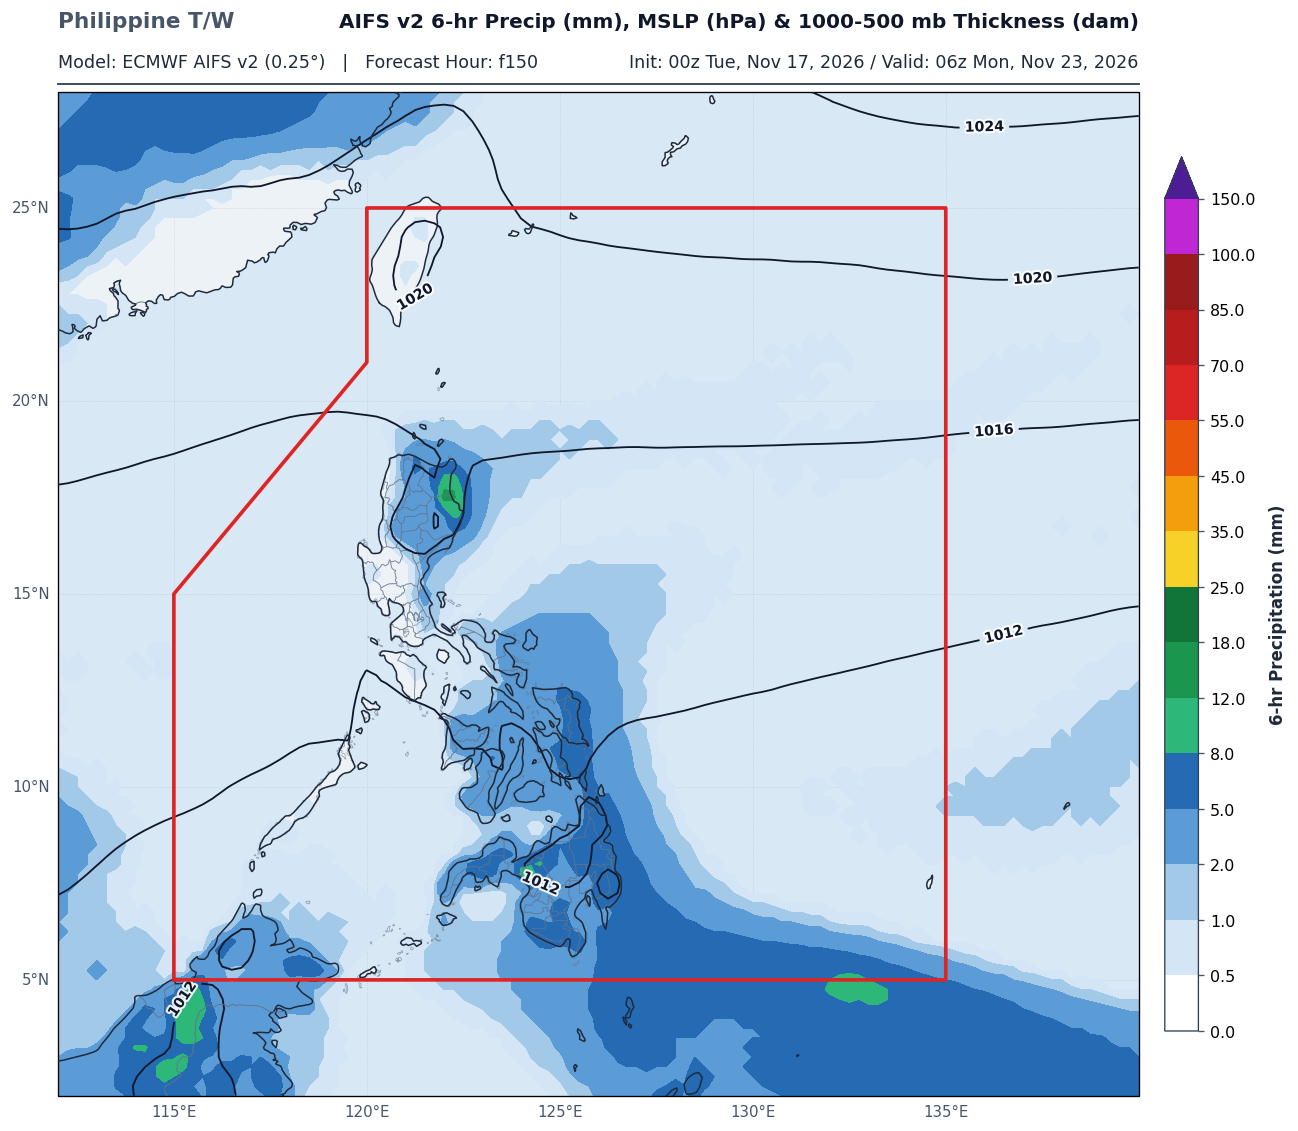 Philippine T/W
AIFS v2 6-hr Precip (mm), MSLP (hPa) & 1000-500 mb Thickness (dam)
Model: ECMWF AIFS v2 (0.25°) | Forecast Hour: f150
Init: 00z Tue, Nov 17, 2026 / Valid: 06z Mon, Nov 23, 2026
1024
150.0
25°N
100.0
1020
1020
85.0
70.0
20°N
55.0
1016
45.0
35.0
15°N
25.0
1012
18.0
12.0
6-hr Precipitation (mm)
8.0
10°N
5.0
2.0
1012
1.0
5°N
0.5
1012
0.0
115°E
120°E
125°E
130°E
135°E